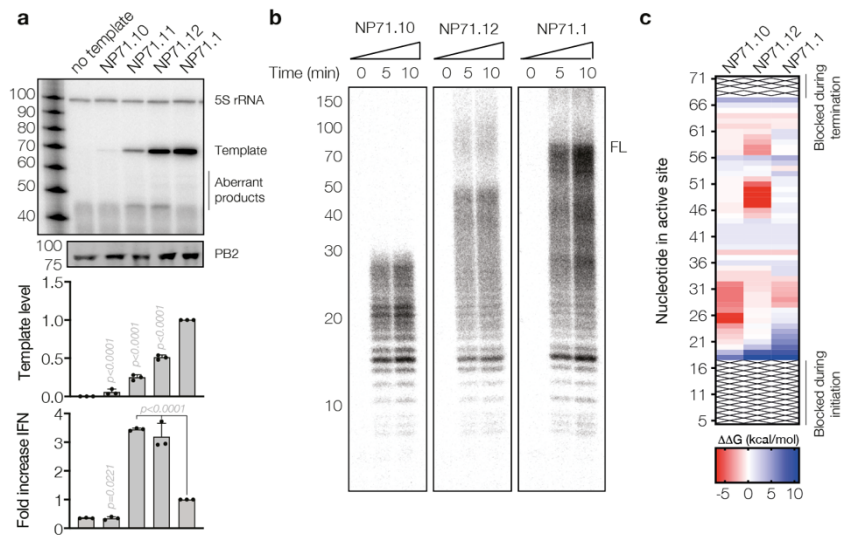 a
no template
NP71.10
NP71.11
NP71.12
NP71.1
100
90
80
70
60
50
40
5S rRNA
Template
Aberrant
products
100
75
PB2
Template level
1.0
0.5
0.0
p<0.0001
p<0.0001
p<0.0001
Fold increase IFN
4
3
2
1
0
p=0.0221
p<0.0001
b
NP71.10
NP71.12
NP71.1
Time (min)
0 5 10
0 5 10
0 5 10
150
100
70
50
30
20
10
FL
c
NP71.10
NP71.12
NP71.1
Nucleotide in active site
71
66
61
56
51
46
41
36
31
26
21
16
11
5
Blocked during
termination
Blocked during
initiation
ΔΔG (kcal/mol)
-5 0 5 10